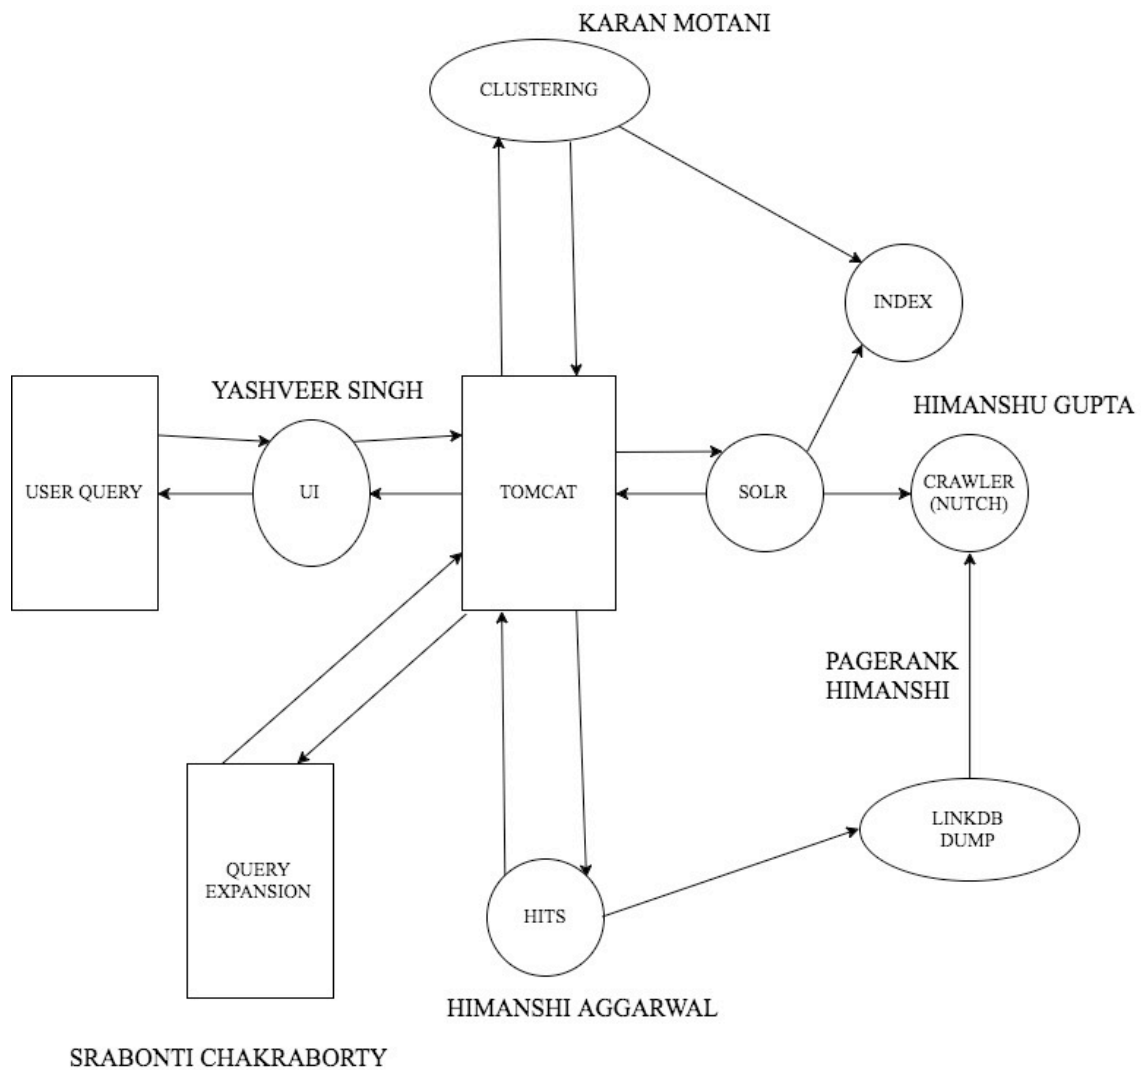 KARAN MOTANI
CLUSTERING
INDEX
YASHVEER SINGH
HIMANSHU GUPTA
USER QUERY
UI
TOMCAT
SOLR
CRAWLER
(NUTCH)
PAGERANK
HIMANSHI
LINKDB
DUMP
QUERY
EXPANSION
HITS
HIMANSHI AGGARWAL
SRABONTI CHAKRABORTY